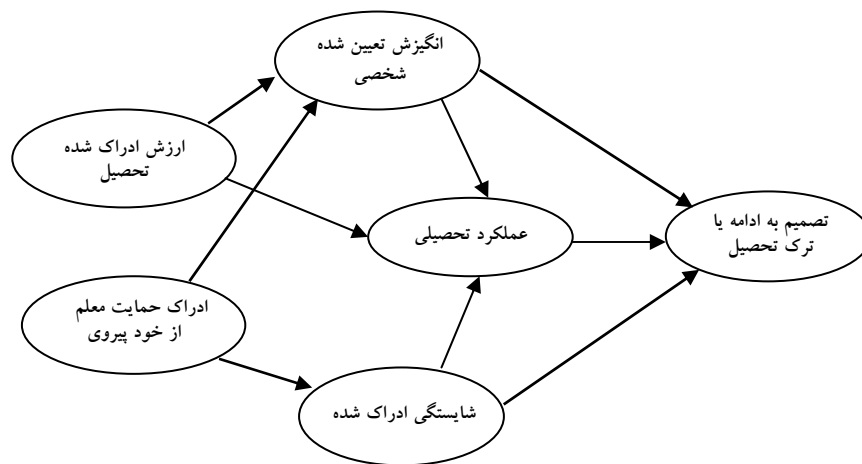 انگیزش تعیین شده
شخصی
ارزش ادراک شده
تحصیل
عملکرد تحصیلی
تصمیم به ادامه یا
ترک تحصیل
ادراک حمایت معلم
از خود پیروی
شایستگی ادراک شده